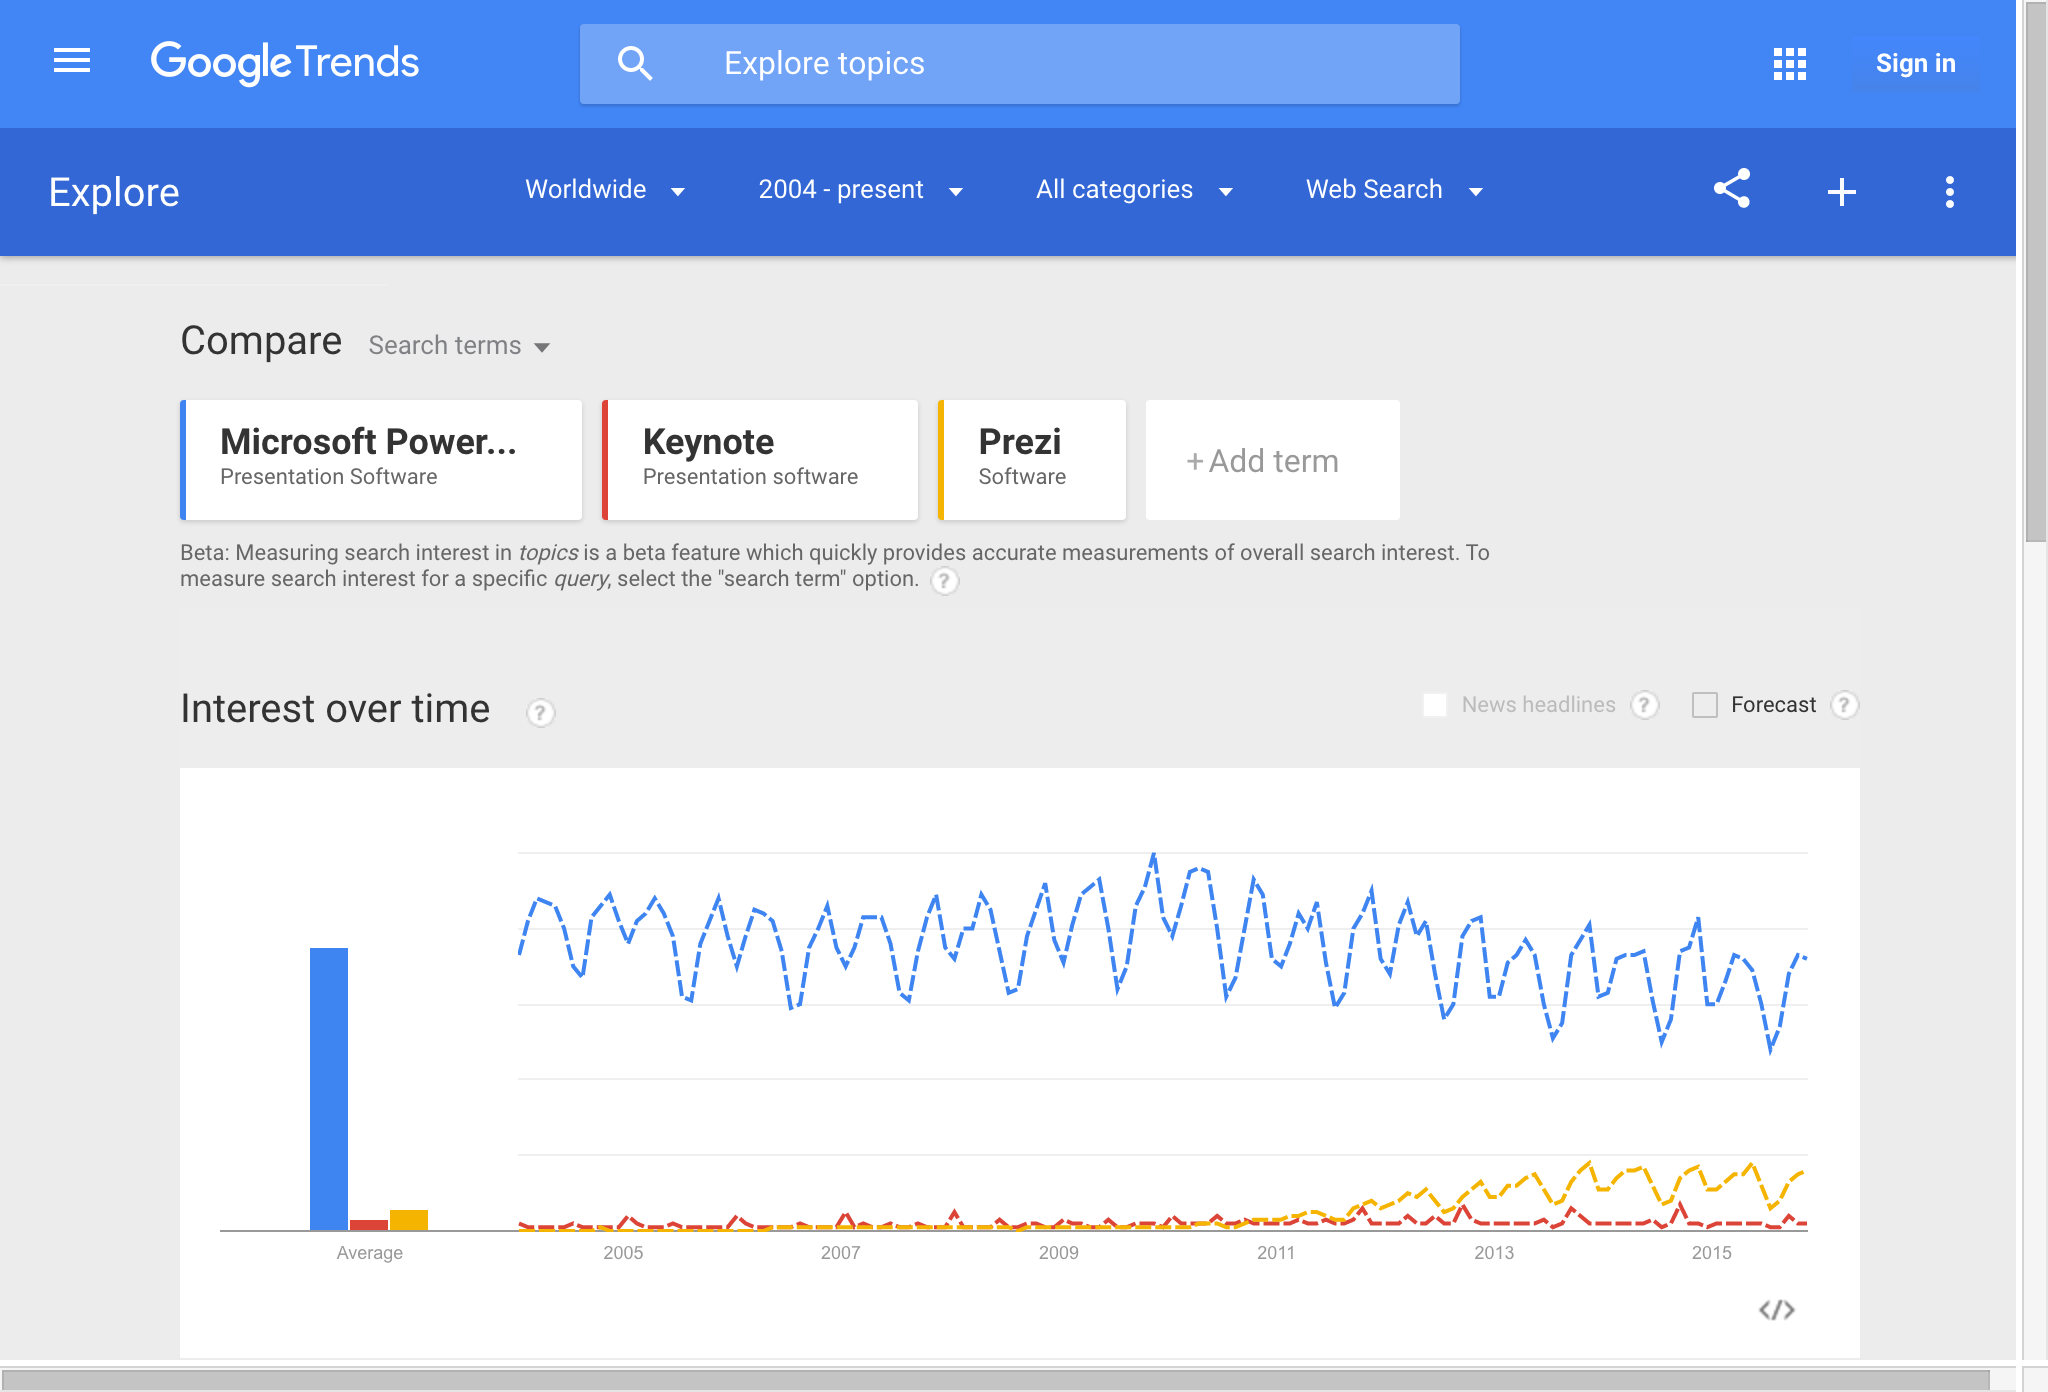 Google Trends
Explore topics
Sign in
Explore
Worldwide
2004 - present
All categories
Web Search
Compare
Search terms
Microsoft Power...
Presentation Software
Keynote
Presentation software
Prezi
Software
+Add term
Beta: Measuring search interest in topics is a beta feature which quickly provides accurate measurements of overall search interest. To
measure search interest for a specific query, select the "search term" option. ?
Interest over time ?
News headlines ?
Forecast ?
Average
2005
2007
2009
2011
2013
2015
</>